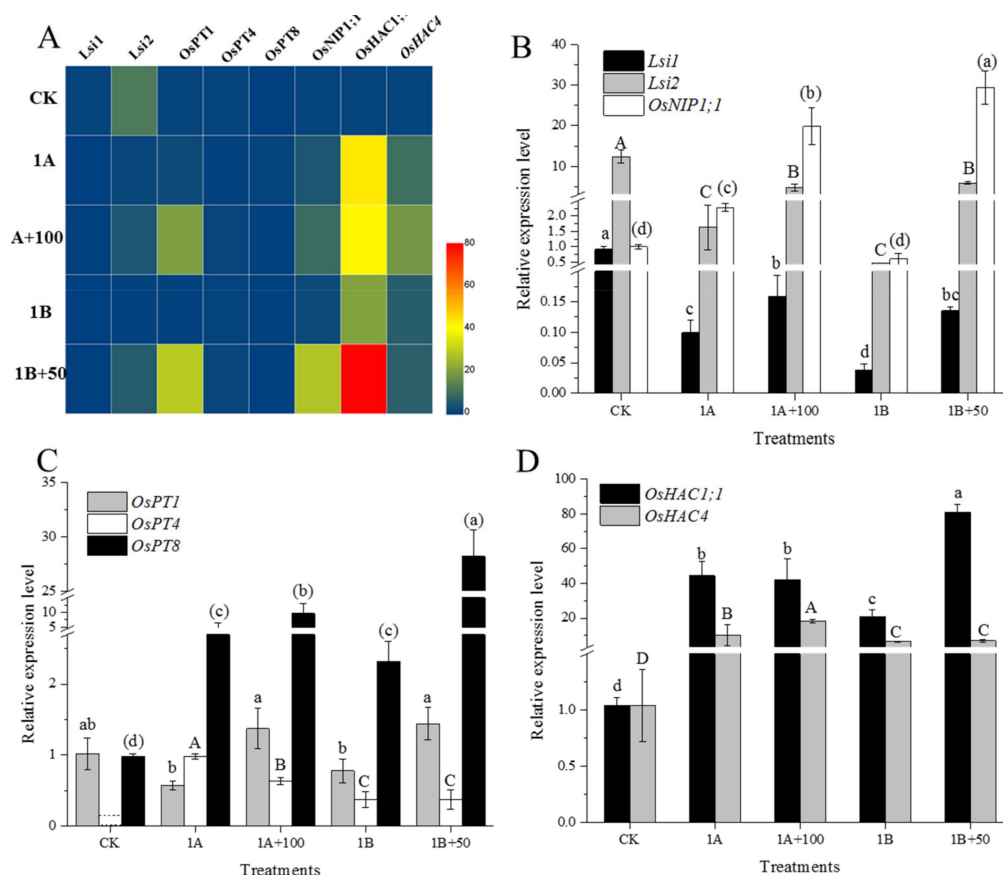 A
Lsi1 Lsi2 OsPT1 OsPT4 OsPT8 OsNIP1;1 OsHAC1; OsHAC4
CK
1A
A+100
1B
1B+50
80
60
40
20
0
B
Lsi1
Lsi2
OsNIP1;1
Relative expression level
40
30
20
10
2.0
1.5
1.0
0.5
0.15
0.10
0.05
0.00
a A (d)
c C (c)
b B (b)
d C (d)
bc B (a)
CK 1A 1A+100 1B 1B+50
Treatments
C
OsPT1
OsPT4
OsPT8
Relative expression level
35
30
25
10
5
2
1
0
ab (d)
b A (c)
a B (b)
b C (c)
a C (a)
CK 1A 1A+100 1B 1B+50
Treatments
D
OsHAC1;1
OsHAC4
Relative expression level
100
80
60
40
20
1.0
0.5
0.0
d D
b B
b A
c C
a C
CK 1A 1A+100 1B 1B+50
Treatments